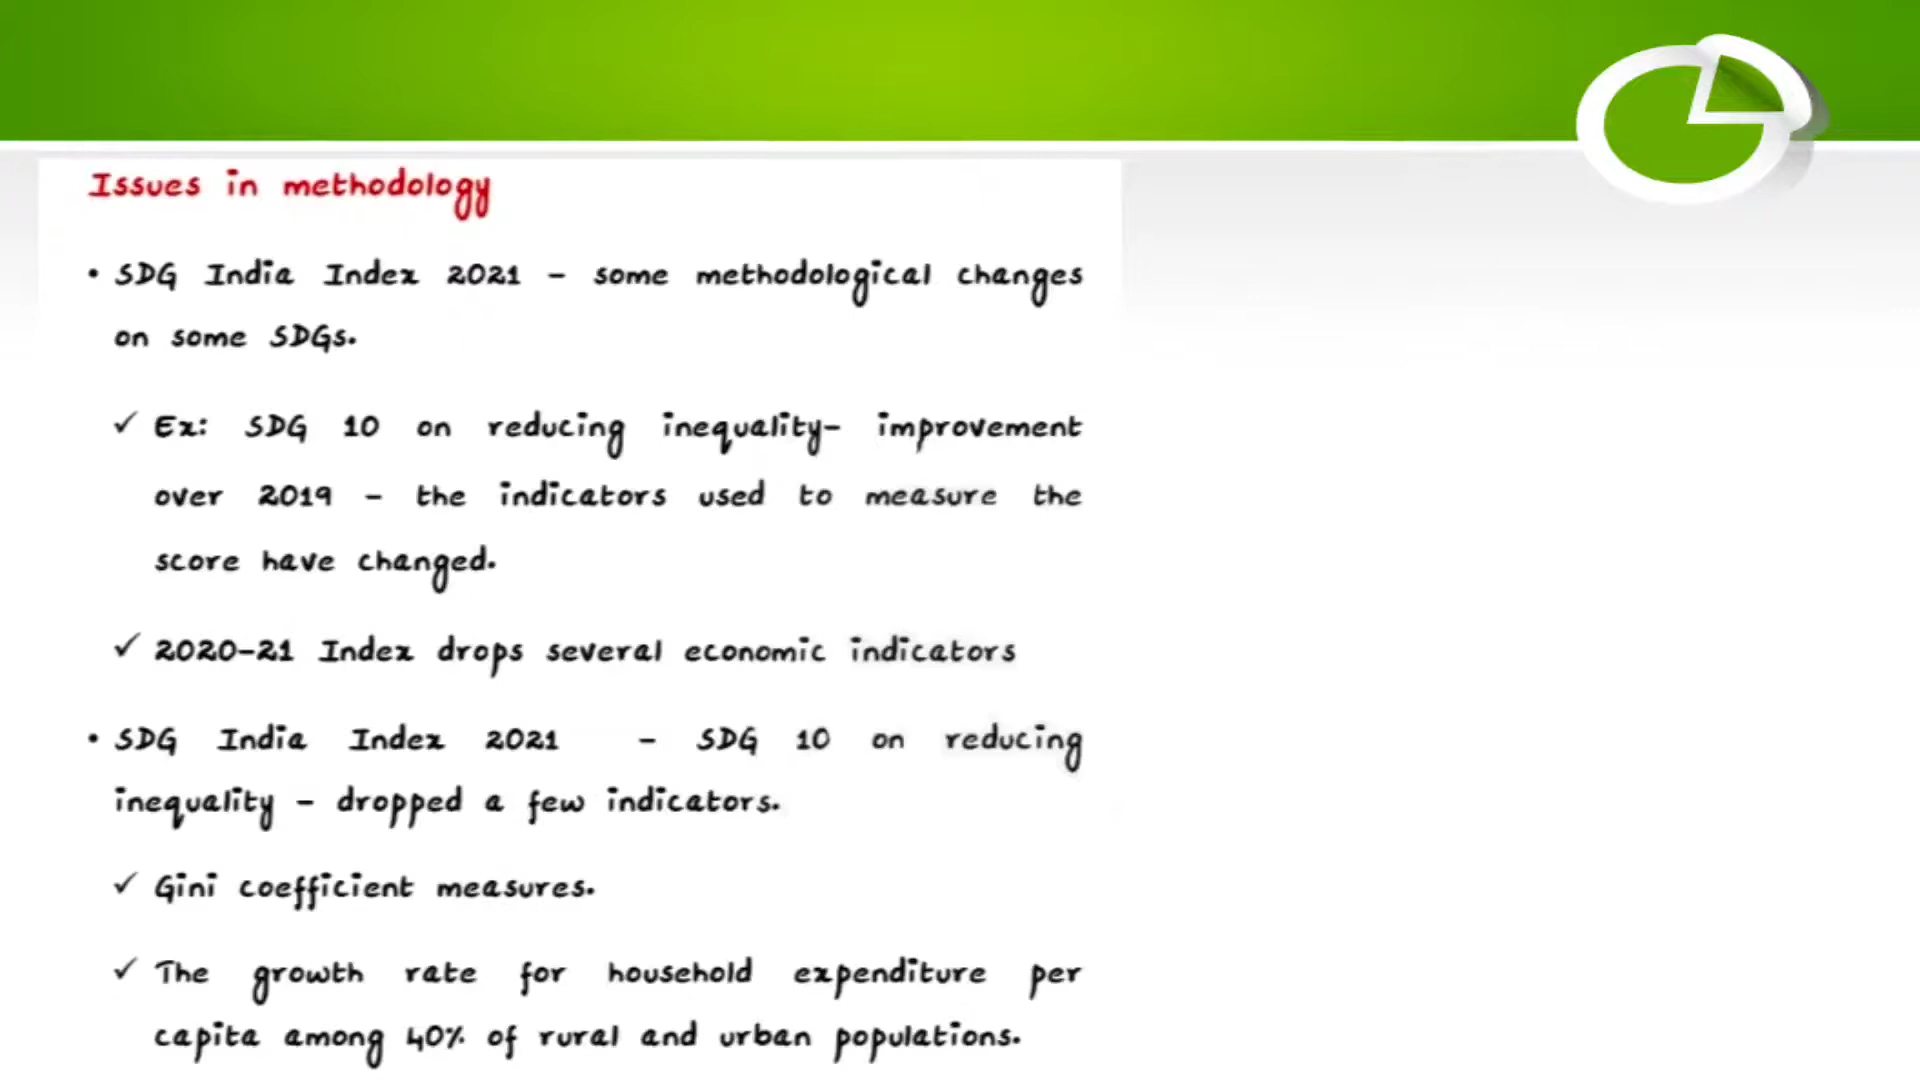 Issues in methodology
• SDG India Index 2021 – some methodological changes
on some SDGs.
✓ Ex: SDG 10 on reducing inequality- improvement
over 2019 – the indicators used to measure the
score have changed.
✓ 2020-21 Index drops several economic indicators
• SDG India Index 2021 - SDG 10 on reducing
inequality – dropped a few indicators.
✓ Gini coefficient measures.
✓ The growth rate for household expenditure per
capita among 40% of rural and urban populations.